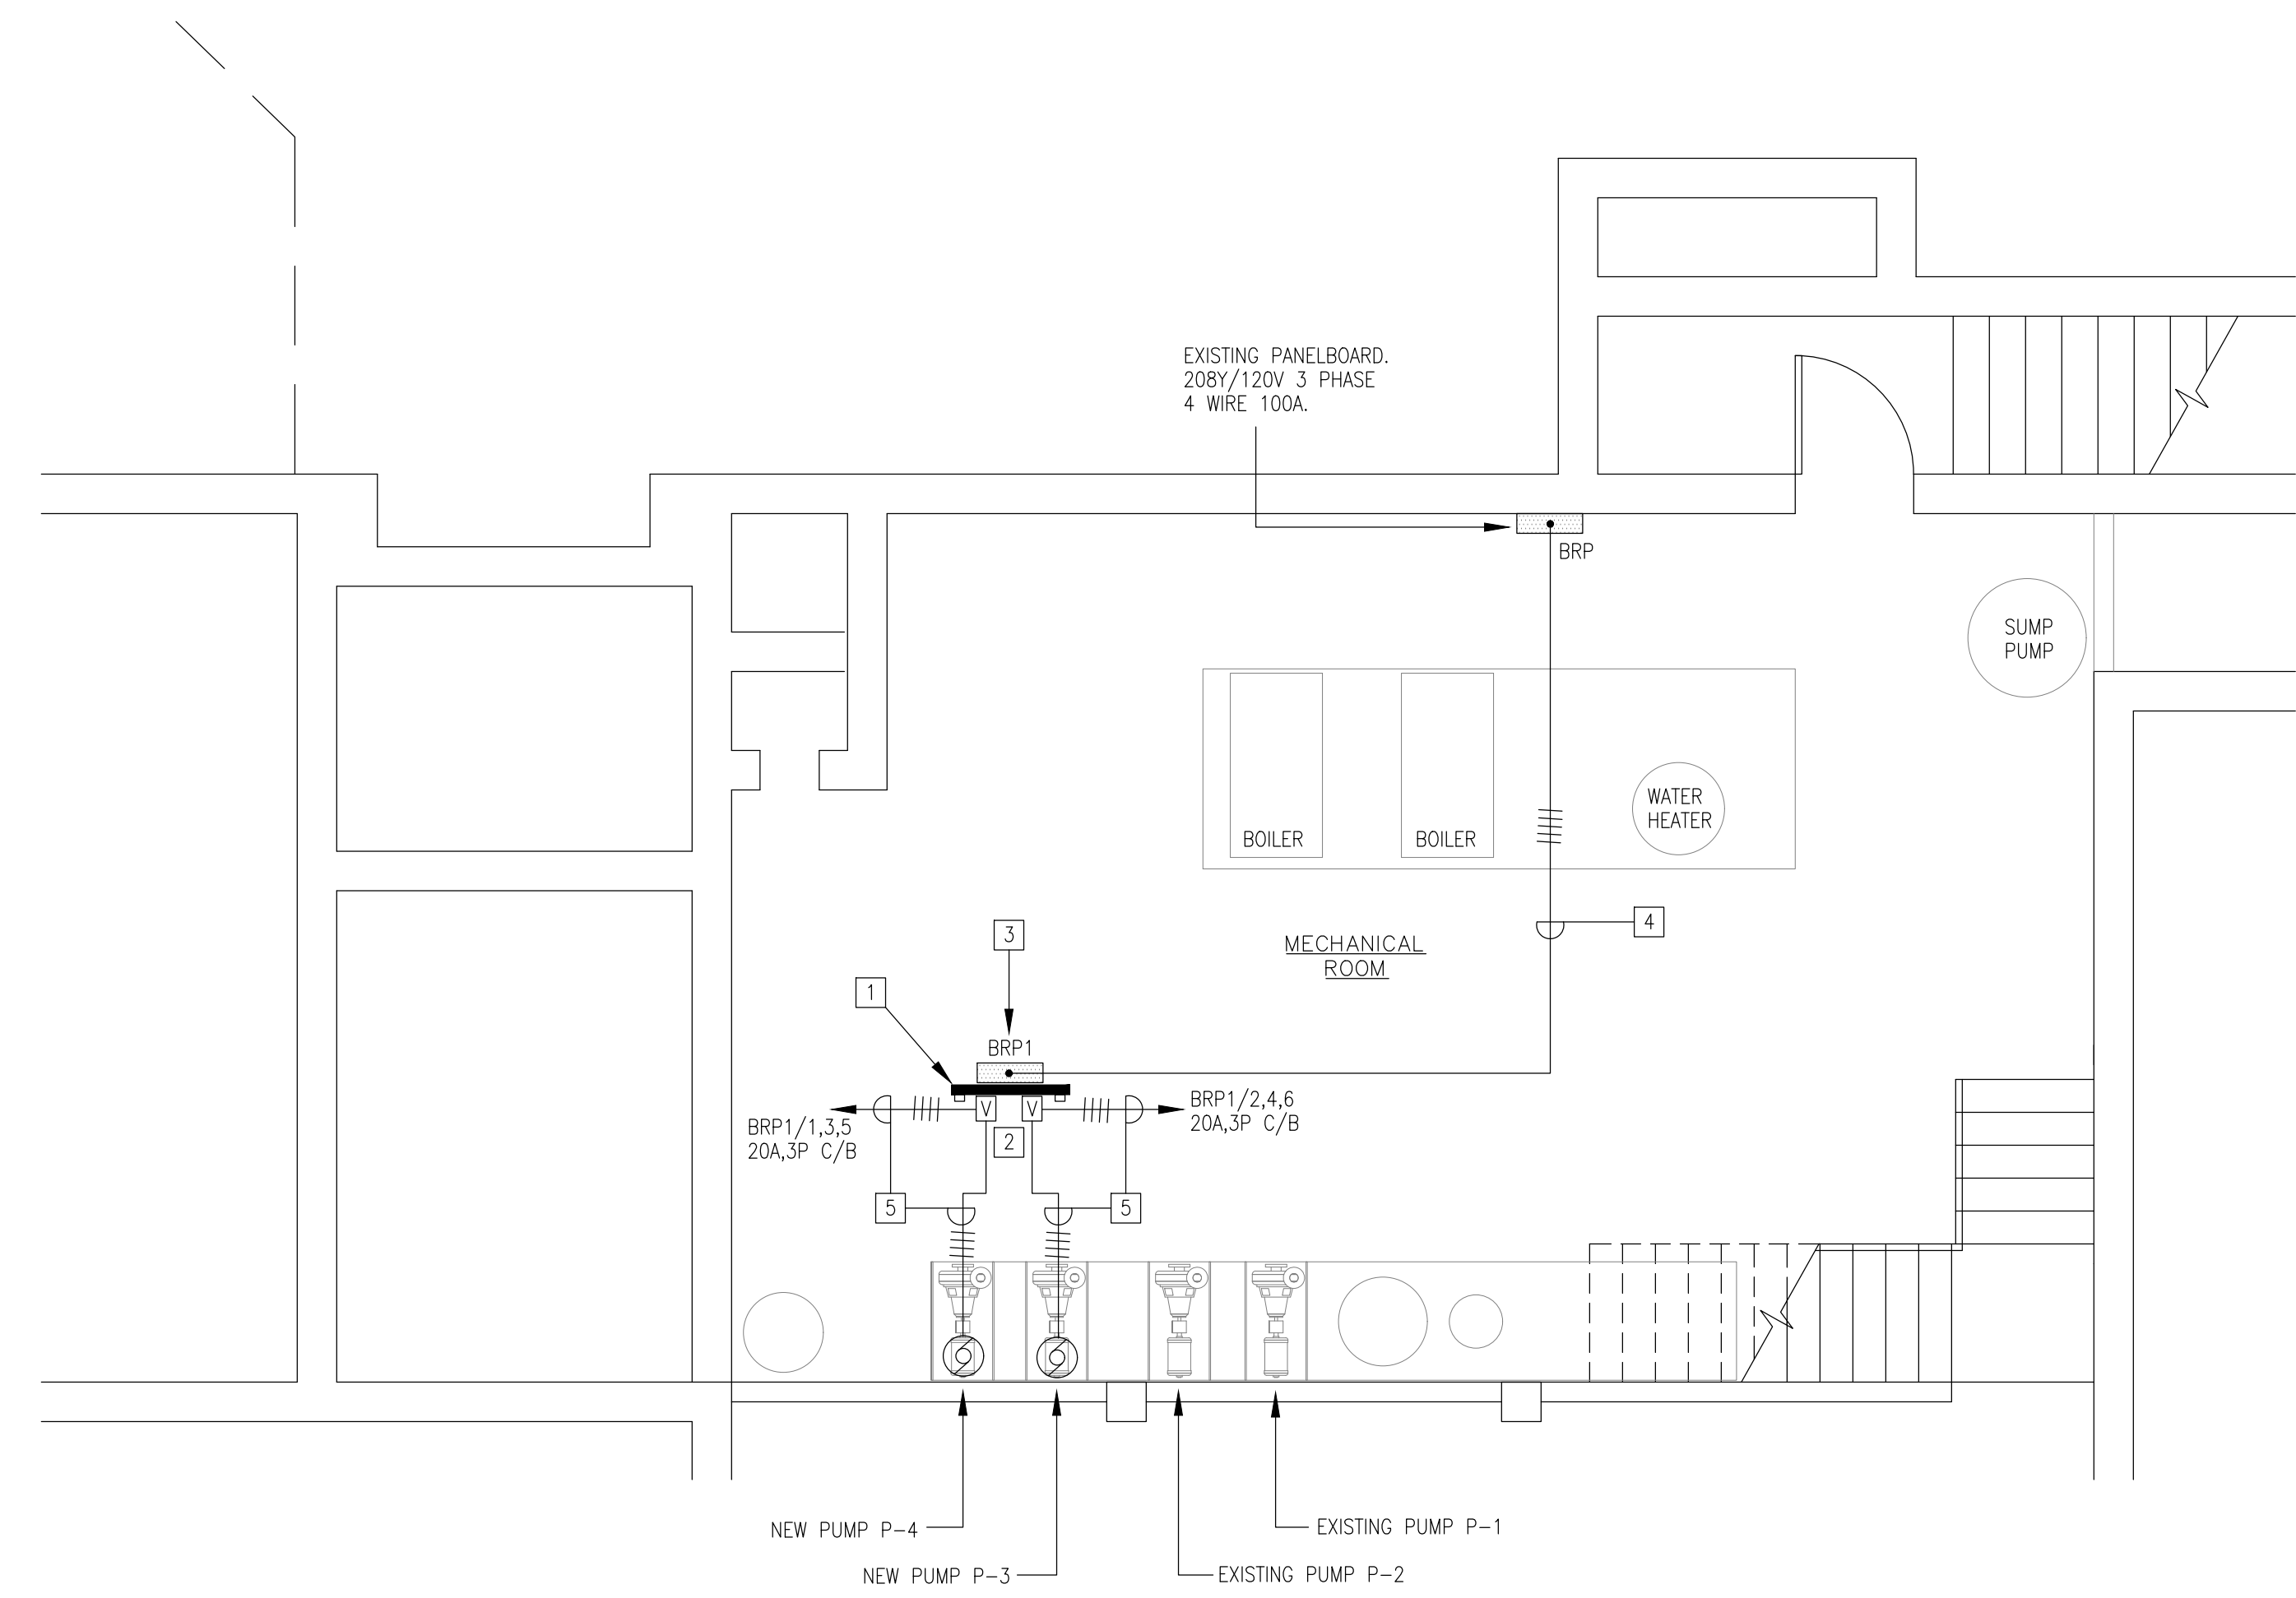 EXISTING PANELBOARD.
208Y/120V 3 PHASE
4 WIRE 100A.
BRP
SUMP
PUMP
WATER
HEATER
BOILER
BOILER
4
3
MECHANICAL
ROOM
1
BRP1
BRP1/2,4,6
20A,3P C/B
V
V
BRP1/1,3,5
20A,3P C/B
2
5
5
NEW PUMP P-4
EXISTING PUMP P-1
NEW PUMP P-3
EXISTING PUMP P-2